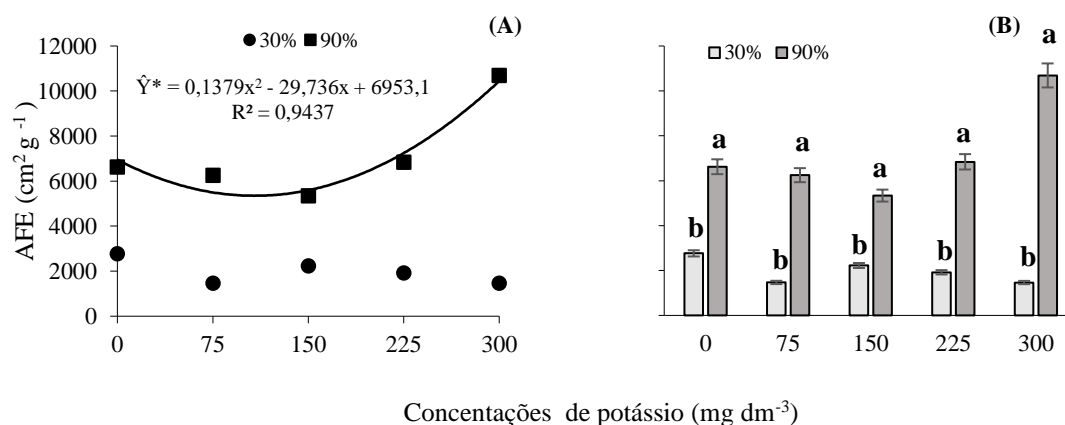 (A)
30% 90%
Ŷ* = 0,1379x² - 29,736x + 6953,1
R² = 0,9437
AFE (cm² g ⁻¹)
12000
10000
8000
6000
4000
2000
0
0 75 150 225 300
(B)
30% 90%
b a b a b a b a b a
0 75 150 225 300
Concentações de potássio (mg dm⁻³)